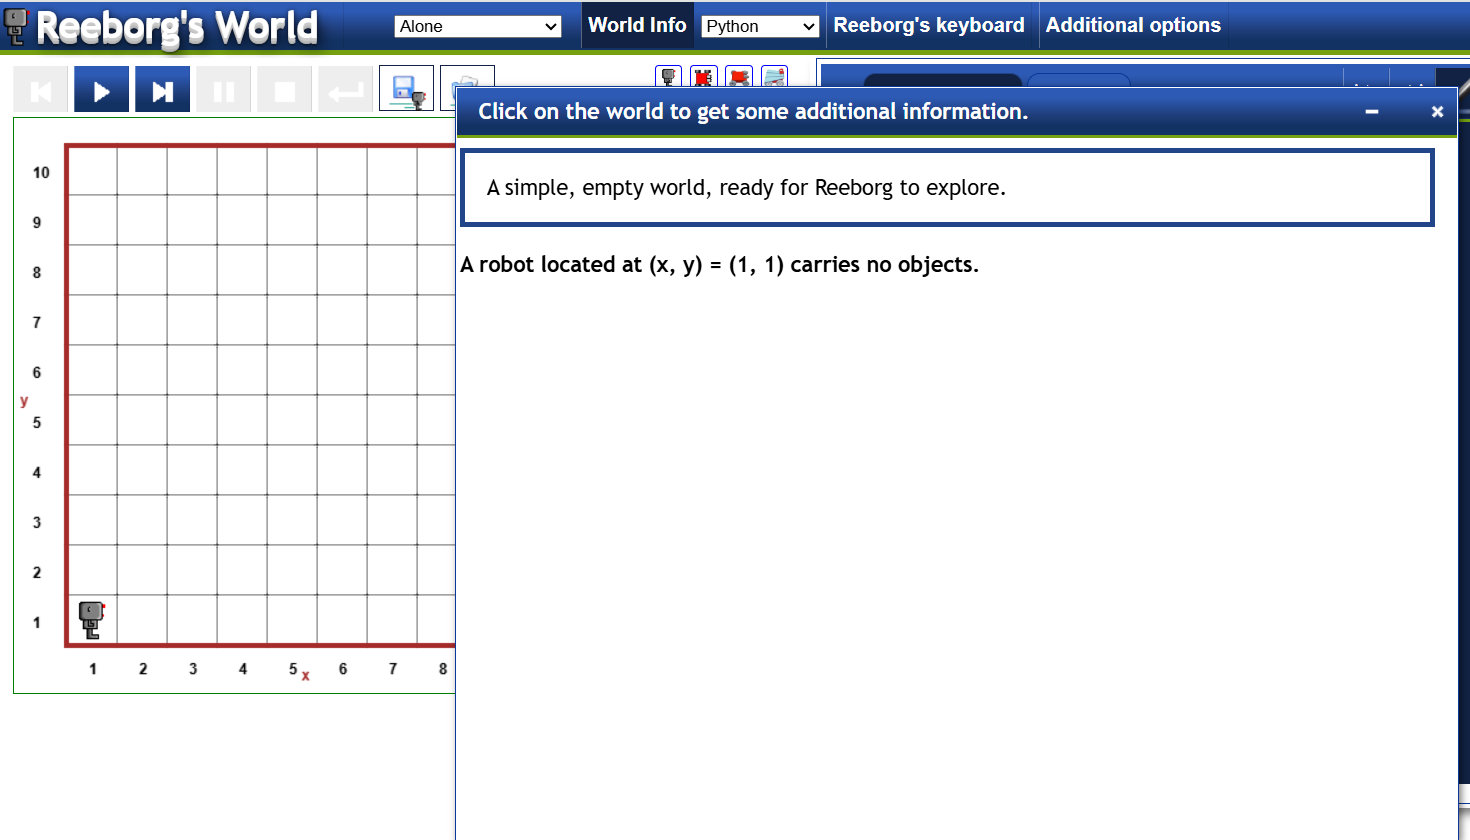 Reeborg's World
Alone
World Info
Python
Reeborg's keyboard
Additional options
Click on the world to get some additional information.
A simple, empty world, ready for Reeborg to explore.
A robot located at (x, y) = (1, 1) carries no objects.
10
9
8
7
6
y
5
4
3
2
1
1 2 3 4 5 x 6 7 8